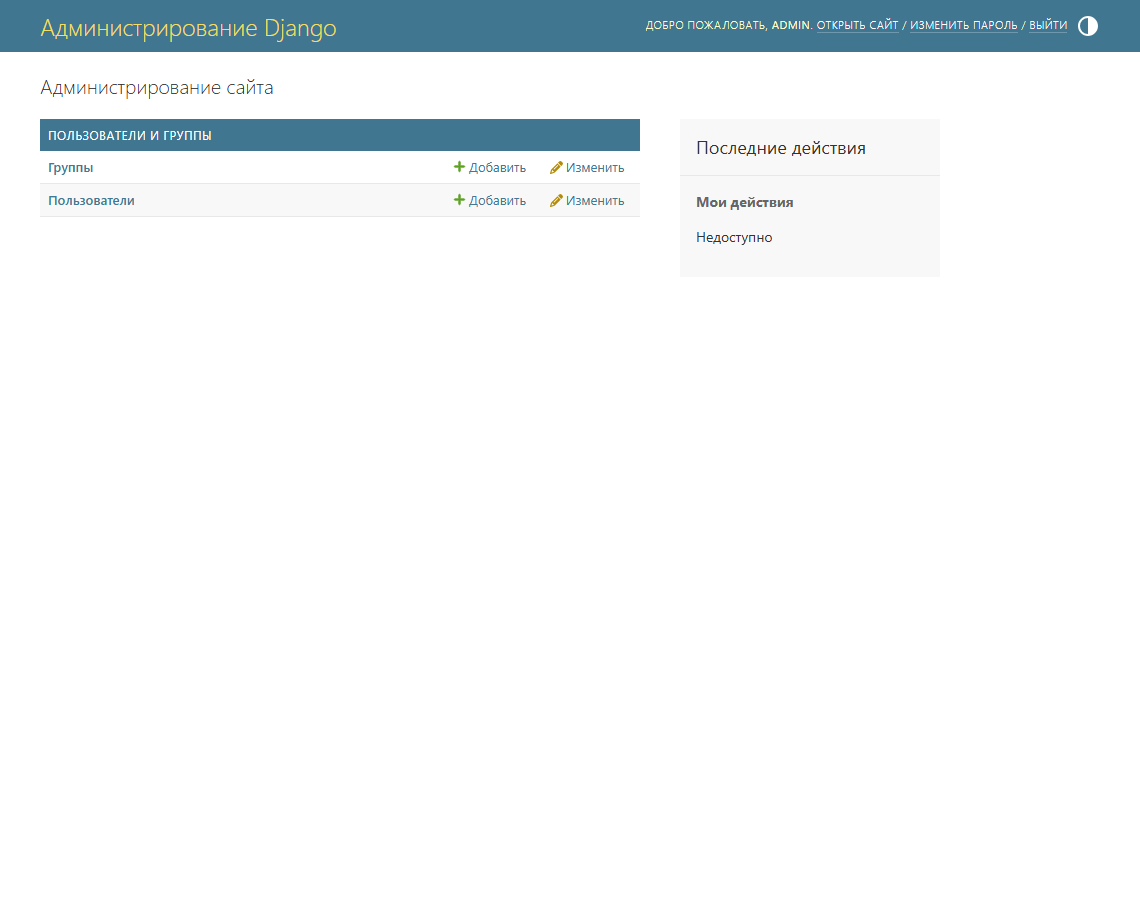 Администрирование Django
ДОБРО ПОЖАЛОВАТЬ, ADMIN. ОТКРЫТЬ САЙТ / ИЗМЕНИТЬ ПАРОЛЬ / ВЫЙТИ
Администрирование сайта
ПОЛЬЗОВАТЕЛИ И ГРУППЫ
Группы Добавить Изменить
Пользователи Добавить Изменить
Последние действия
Мои действия
Недоступно